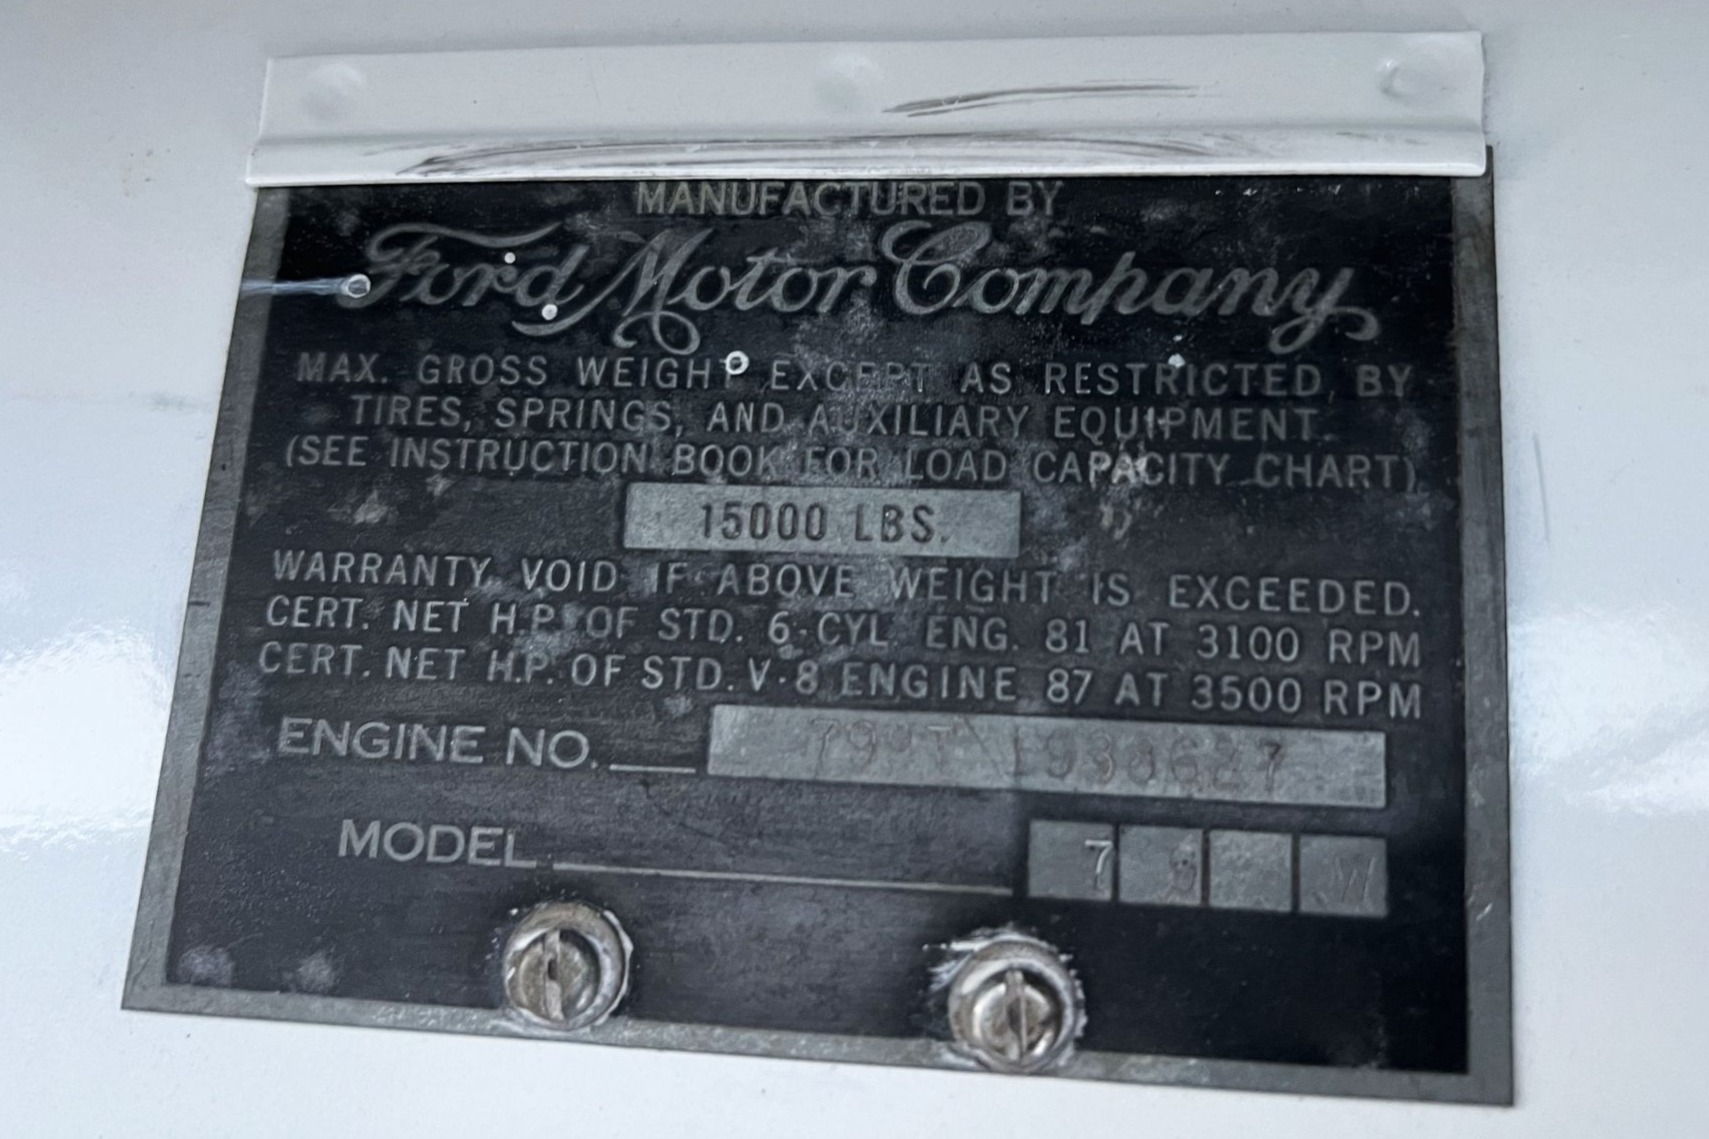 MANUFACTURED BY
Ford Motor Company
MAX. GROSS WEIGHT EXCEPT AS RESTRICTED, BY
TIRES, SPRINGS, AND AUXILIARY EQUIPMENT.
(SEE INSTRUCTION BOOK FOR LOAD CAPACITY CHART)
15000 LBS.
WARRANTY VOID IF ABOVE WEIGHT IS EXCEEDED.
CERT. NET H.P. OF STD. 6-CYL ENG. 81 AT 3100 RPM
CERT. NET H.P. OF STD. V-8 ENGINE 87 AT 3500 RPM
ENGINE NO.
MODEL 7